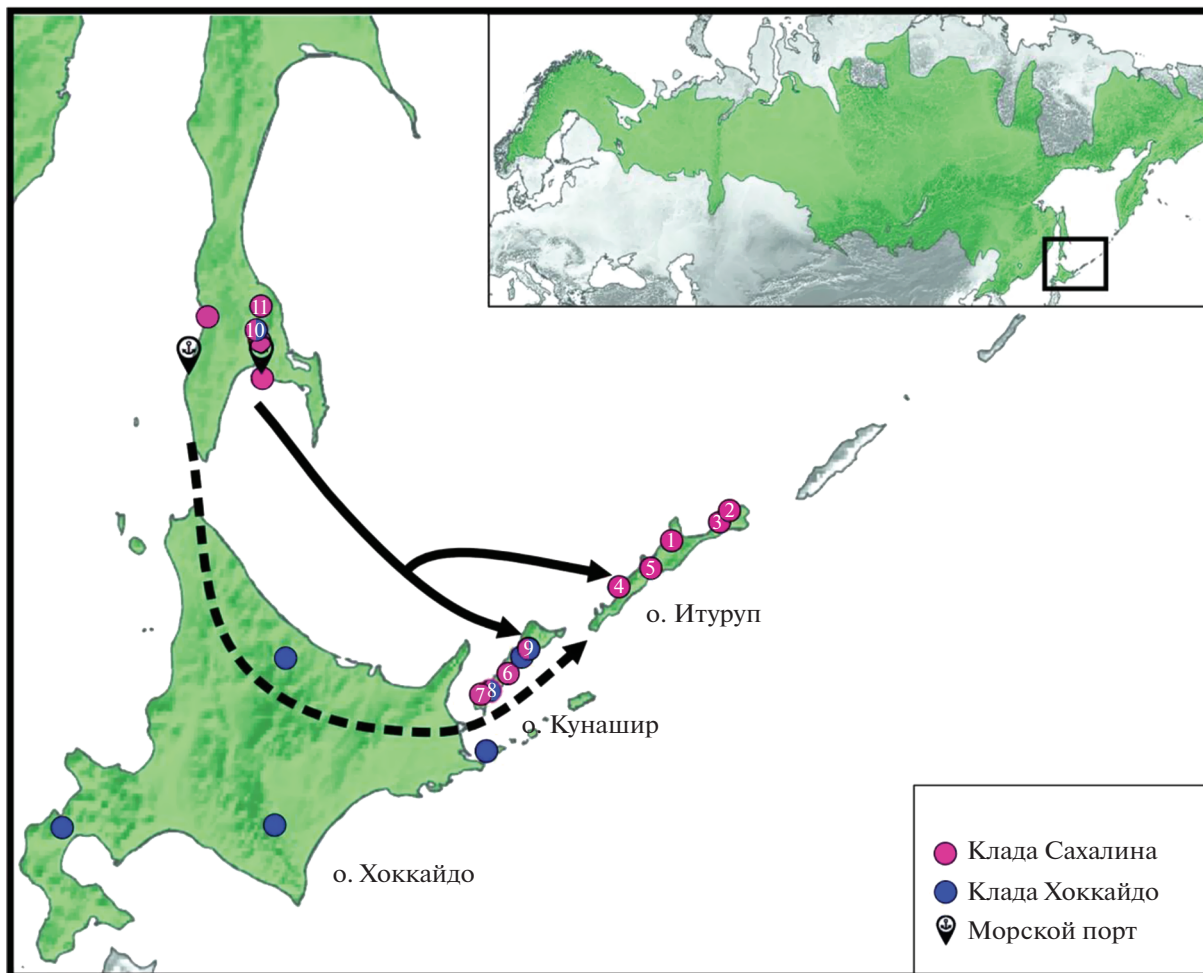 11
10
2
3
1
5
4
о. Итуруп
9
6
7
8
о. Кунашир
о. Хоккайдо
Клада Сахалина
Клада Хоккайдо
Морской порт